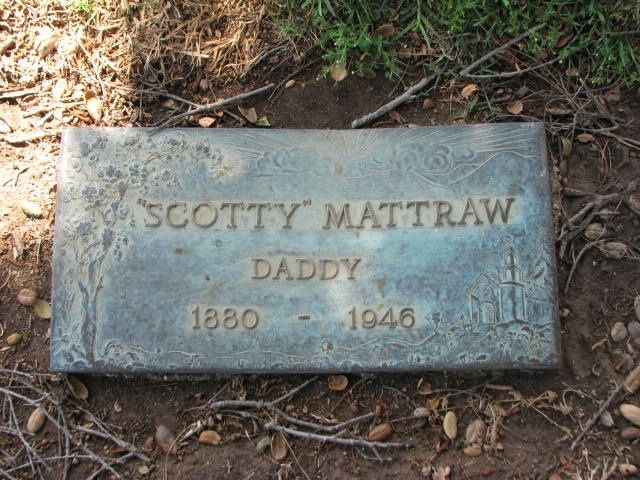 "SCOTTY" MATTRAW
DADDY
1880 - 1946